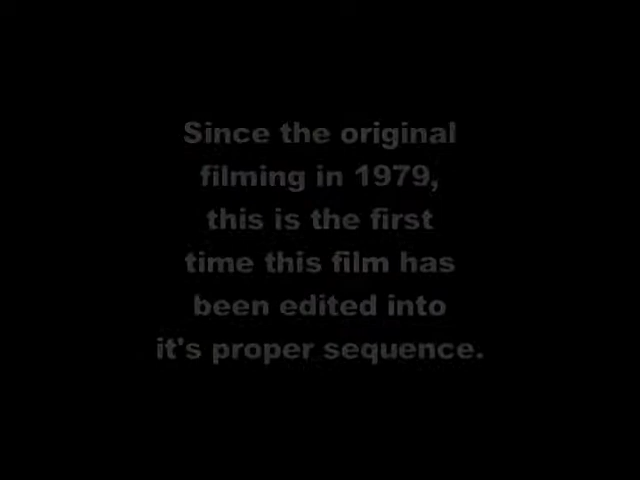 Since the original
filming in 1979,
this is the first
time this film has
been edited into
it's proper sequence.